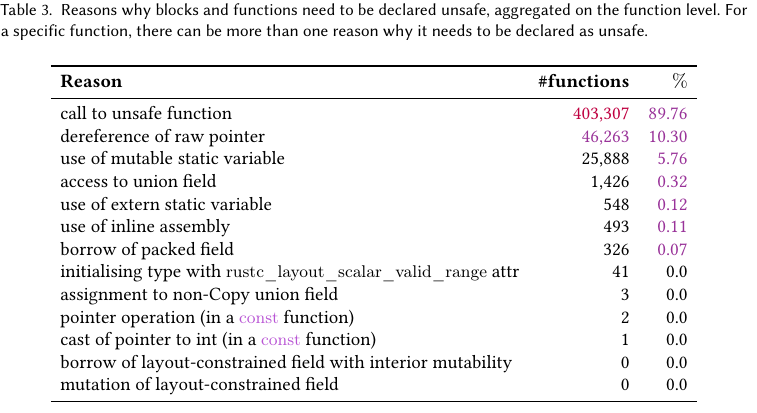 Table 3. Reasons why blocks and functions need to be declared unsafe, aggregated on the function level. For
a specific function, there can be more than one reason why it needs to be declared as unsafe.
Reason #functions %
call to unsafe function 403,307 89.76
dereference of raw pointer 46,263 10.30
use of mutable static variable 25,888 5.76
access to union field 1,426 0.32
use of extern static variable 548 0.12
use of inline assembly 493 0.11
borrow of packed field 326 0.07
initialising type with rustc_layout_scalar_valid_range attr 41 0.0
assignment to non-Copy union field 3 0.0
pointer operation (in a const function) 2 0.0
cast of pointer to int (in a const function) 1 0.0
borrow of layout-constrained field with interior mutability 0 0.0
mutation of layout-constrained field 0 0.0